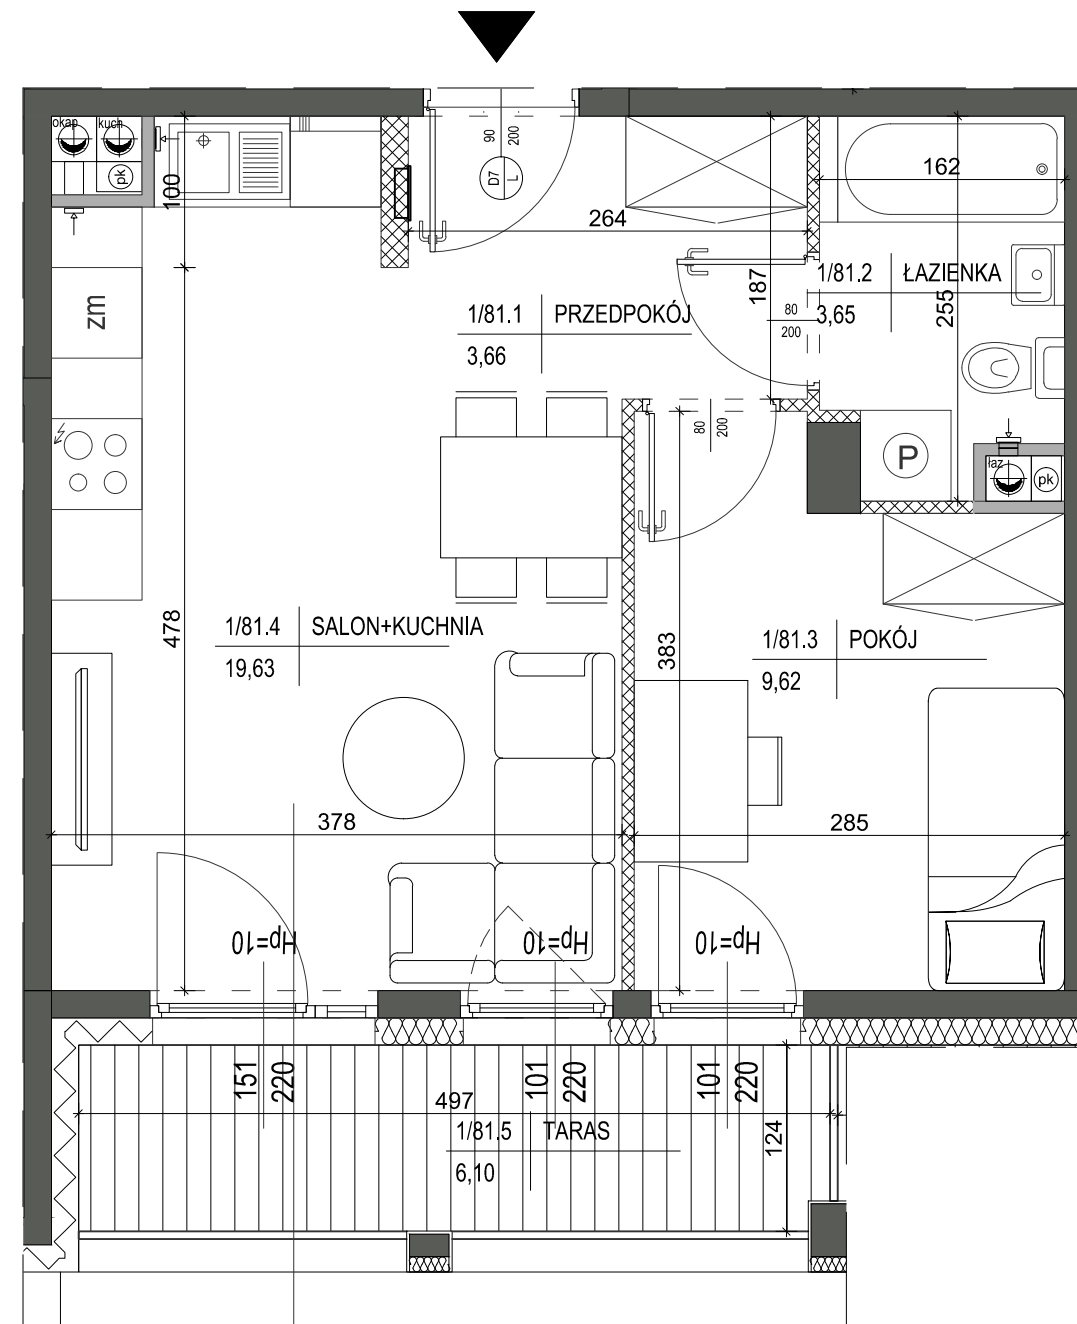 okap
kuch
pk
100
90
200
D7
L
264
162
zm
1/81.1 PRZEDPOKÓJ
3,66
187
1/81.2 ŁAZIENKA
3,65
80
200
255
80
200
P
łaz
pk
478
1/81.4 SALON+KUCHNIA
19,63
383
1/81.3 POKÓJ
9,62
378
285
Hp=10
Hp=10
Hp=10
151
220
101
220
101
220
497
1/81.5 TARAS
6,10
124